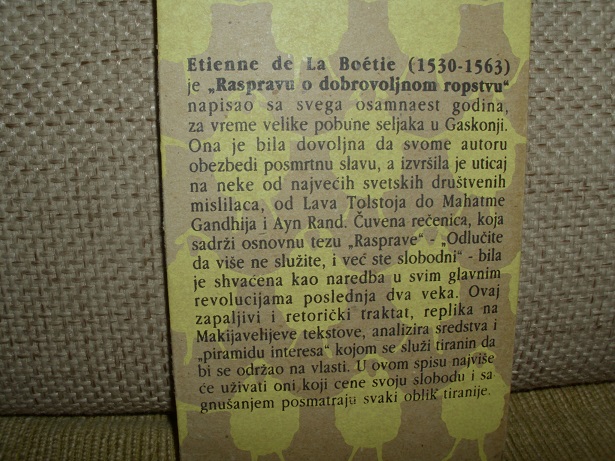 Etienne de La Boétie (1530-1563)
je „Raspravu o dobrovoljnom ropstvu“
napisao sa svega osamnaest godina,
za vreme velike pobune seljaka u Gaskonji.
Ona je bila dovoljna da svome autoru
obezbedi posmrtnu slavu, a izvršila je uticaj
na neke od najvećih svetskih društvenih
mislilaca, od Lava Tolstoja do Mahatme
Gandhija i Ayn Rand. Čuvena rečenica, koja
sadrži osnovnu tezu „Rasprave“ - „Odlučite
da više ne služite, i već ste slobodni“ - bila
je shvaćena kao naredba u svim glavnim
revolucijama poslednja dva veka. Ovaj
zapaljivi i retorički traktat, replika na
Makijavelijeve tekstove, analizira sredstva i
„piramidu interesa“ kojom se služi tiranin da
bi se održao na vlasti. U ovom spisu najviše
će uživati oni koji cene svoju slobodu i sa
gnušanjem posmatraju svaki oblik tiranije.